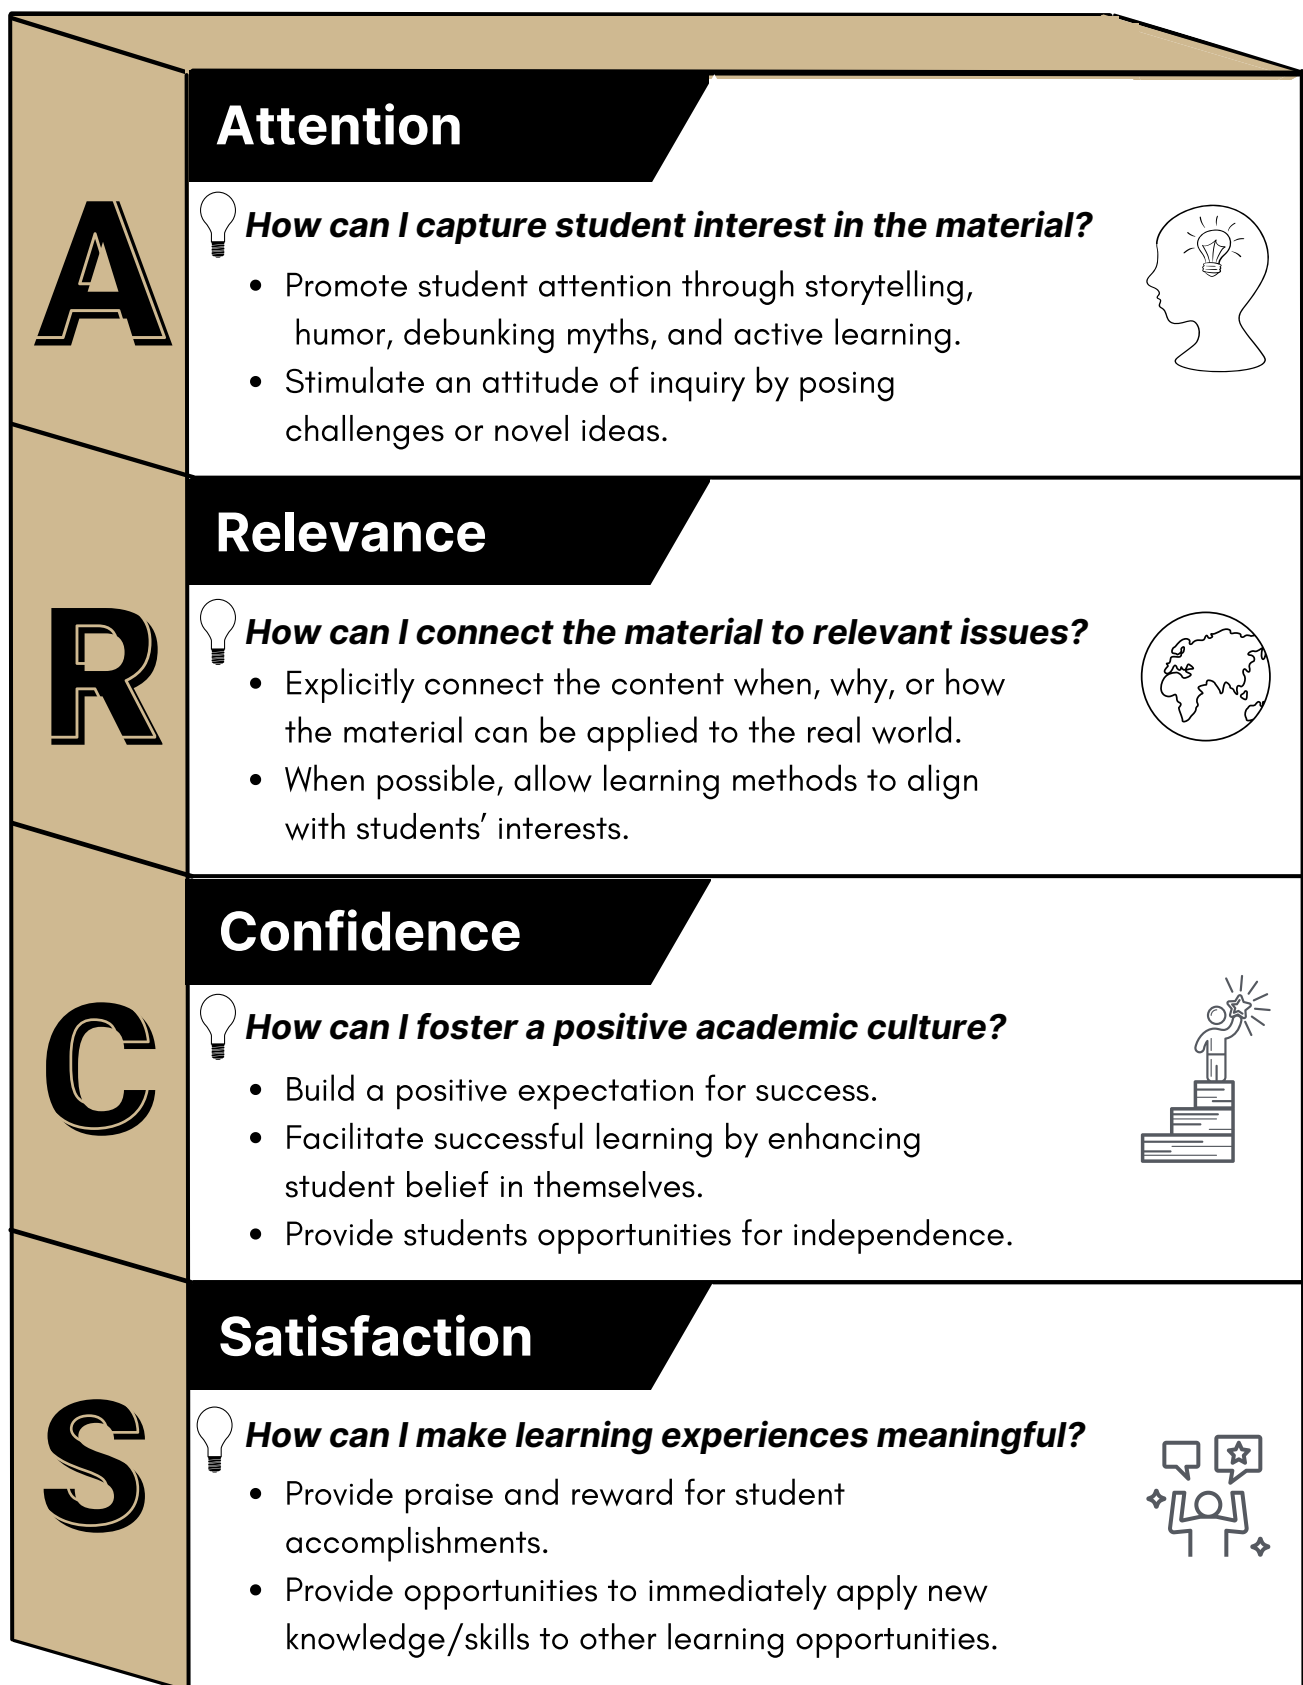 A
Attention
How can I capture student interest in the material?
• Promote student attention through storytelling,
humor, debunking myths, and active learning.
• Stimulate an attitude of inquiry by posing
challenges or novel ideas.
R
Relevance
How can I connect the material to relevant issues?
• Explicitly connect the content when, why, or how
the material can be applied to the real world.
• When possible, allow learning methods to align
with students’ interests.
C
Confidence
How can I foster a positive academic culture?
• Build a positive expectation for success.
• Facilitate successful learning by enhancing
student belief in themselves.
• Provide students opportunities for independence.
S
Satisfaction
How can I make learning experiences meaningful?
• Provide praise and reward for student
accomplishments.
• Provide opportunities to immediately apply new
knowledge/skills to other learning opportunities.